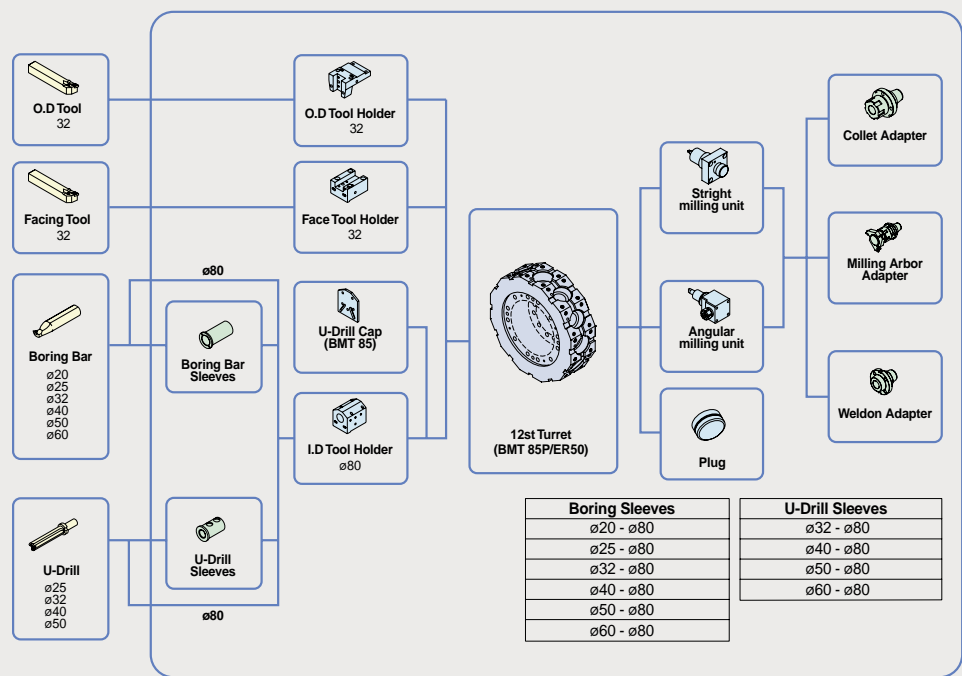 O.D Tool
32
Facing Tool
32
Boring Bar
ø20
ø25
ø32
ø40
ø50
ø60
U-Drill
ø25
ø32
ø40
ø50
ø80
Boring Bar
Sleeves
U-Drill
Sleeves
ø80
O.D Tool Holder
32
Face Tool Holder
32
U-Drill Cap
(BMT 85)
I.D Tool Holder
ø80
12st Turret
(BMT 85P/ER50)
Stright
milling unit
Angular
milling unit
Plug
Collet Adapter
Milling Arbor
Adapter
Weldon Adapter
Boring Sleeves
ø20 - ø80
ø25 - ø80
ø32 - ø80
ø40 - ø80
ø50 - ø80
ø60 - ø80
U-Drill Sleeves
ø32 - ø80
ø40 - ø80
ø50 - ø80
ø60 - ø80